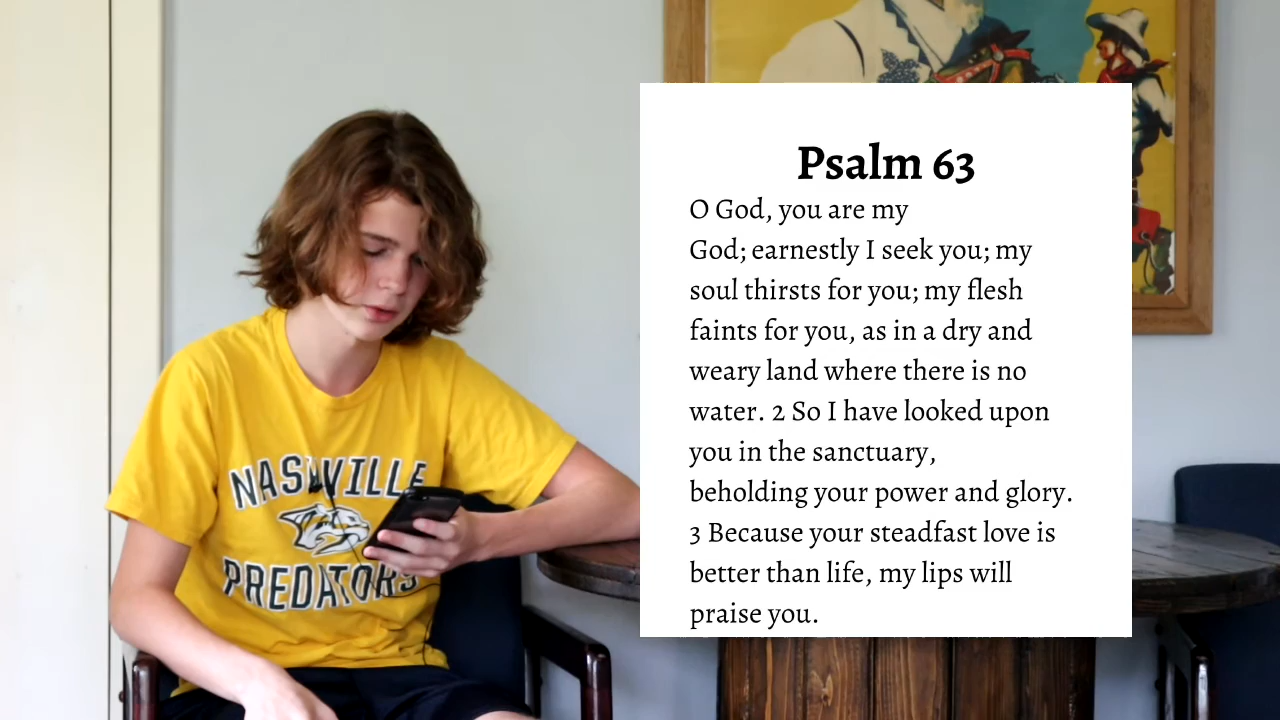 NASHVILLE
PREDATORS
Psalm 63
O God, you are my
God; earnestly I seek you; my
soul thirsts for you; my flesh
faints for you, as in a dry and
weary land where there is no
water. 2 So I have looked upon
you in the sanctuary,
beholding your power and glory.
3 Because your steadfast love is
better than life, my lips will
praise you.